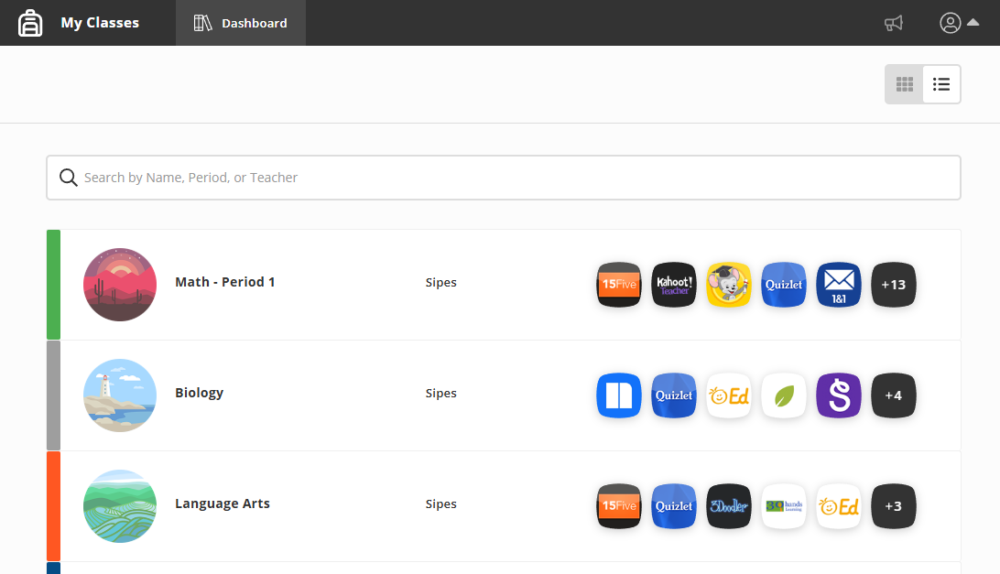 My Classes
Dashboard
Search by Name, Period, or Teacher
Math - Period 1
Sipes
15Five
Kahoot!
Teacher
Quizlet
1&1
+13
Biology
Sipes
Quizlet
Ed
S
+4
Language Arts
Sipes
15Five
Quizlet
3Doodler
hands
Learning
Ed
+3